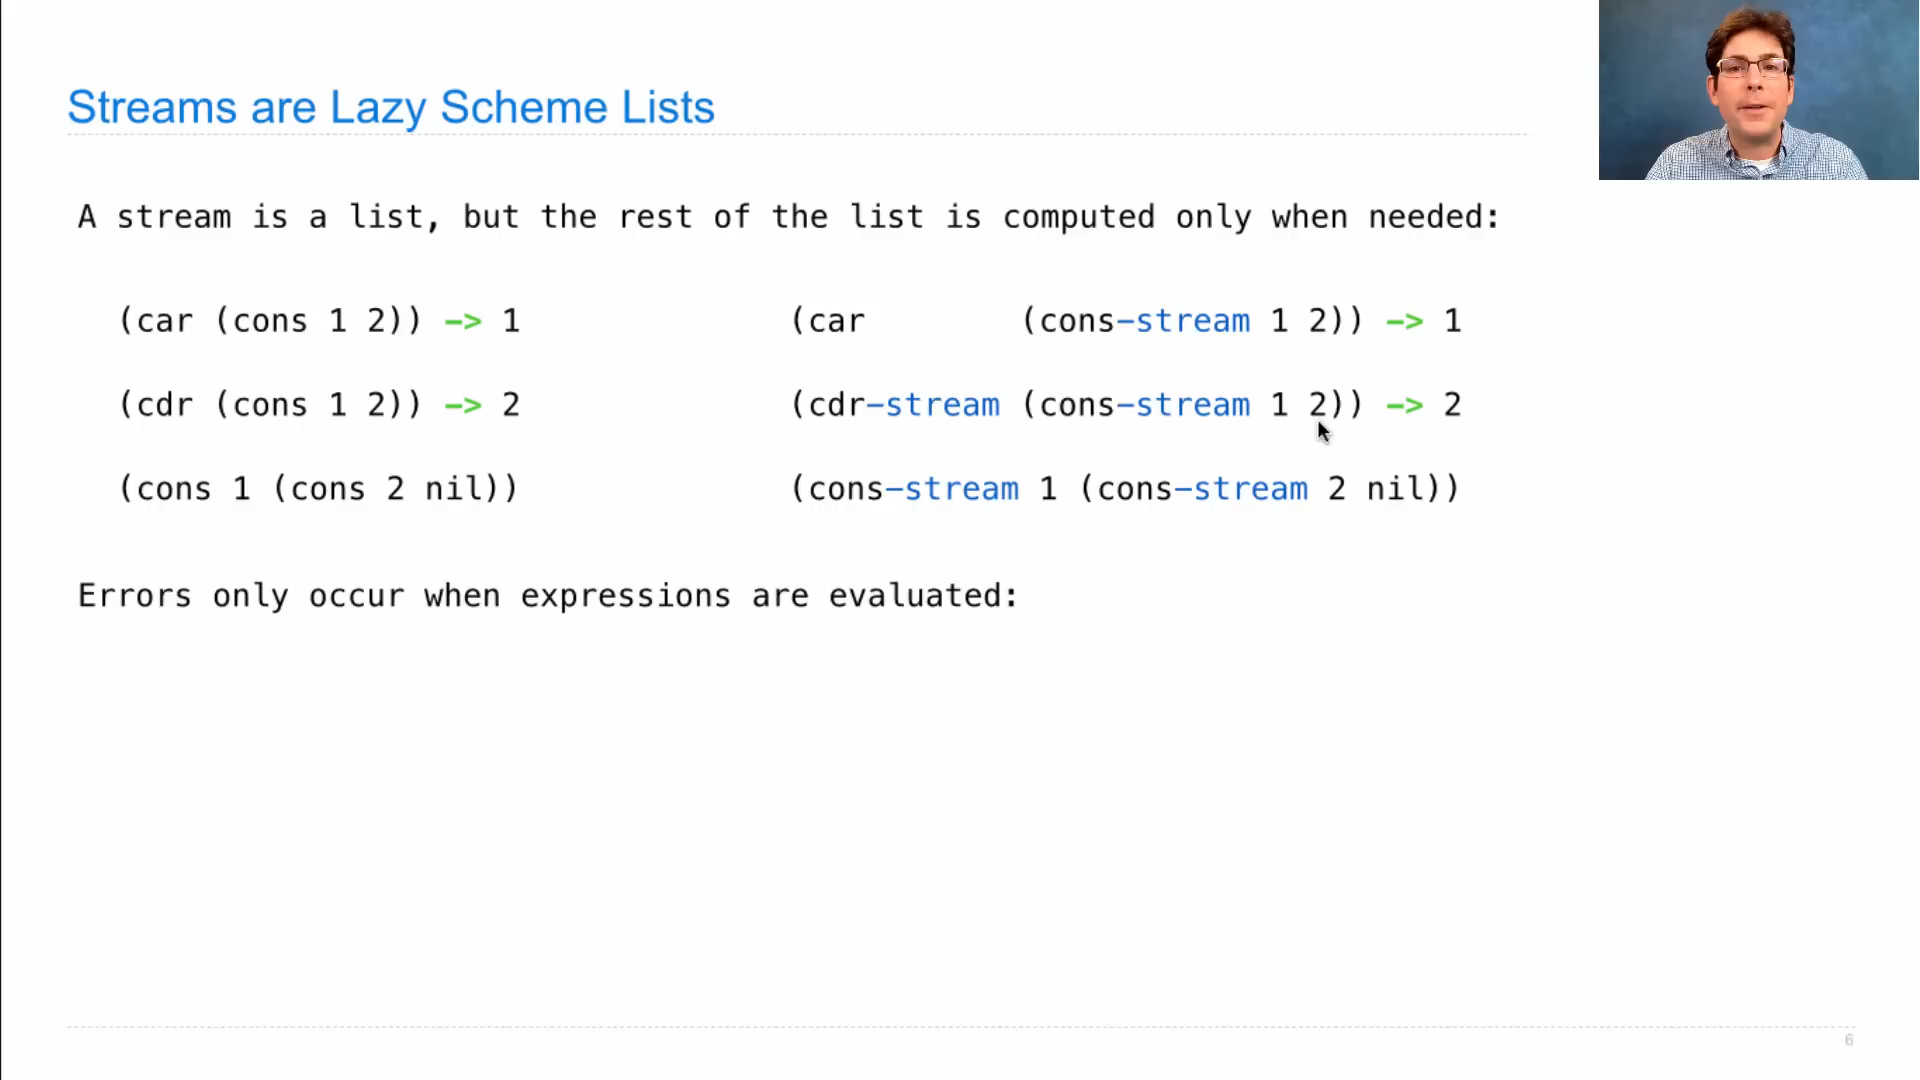 Streams are Lazy Scheme Lists
A stream is a list, but the rest of the list is computed only when needed:
(car (cons 1 2)) -> 1
(car (cons-stream 1 2)) -> 1
(cdr (cons 1 2)) -> 2
(cdr-stream (cons-stream 1 2)) -> 2
(cons 1 (cons 2 nil))
(cons-stream 1 (cons-stream 2 nil))
Errors only occur when expressions are evaluated:
6